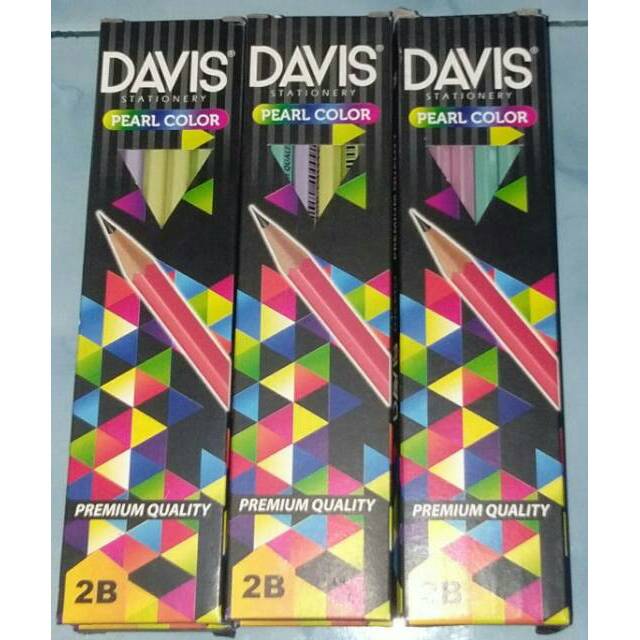 DAVIS®
STATIONERY
PEARL COLOR
PREMIUM QUALITY
2B
DAVIS®
STATIONERY
PEARL COLOR
PREMIUM QUALITY
2B
DAVIS®
STATIONERY
PEARL COLOR
PREMIUM QUALITY
2B